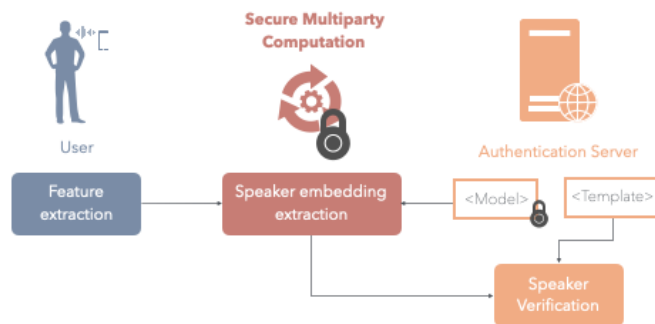 Secure Multiparty
Computation
User
Authentication Server
Feature
extraction
Speaker embedding
extraction
<Model>
<Template>
Speaker
Verification